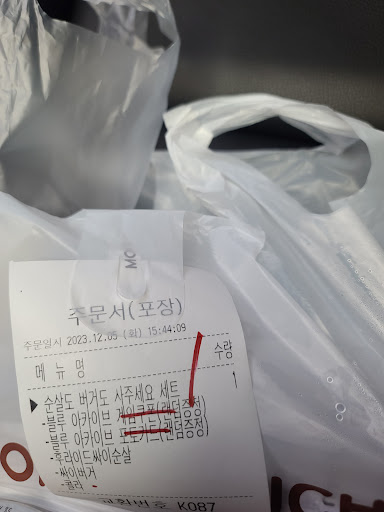 MO
주문서(포장)
주문일시 2023.12.05 (화) 15:44:09
메 뉴 명 수량
▶ 순살도 버거도 사주세요 세트 1
-블루 아카이브 게임쿠폰(랜덤증정)
-블루 아카이브 포토카드(랜덤증정)
-후라이드싸이순살
-싸이버거
-콜라
교환번호 K087